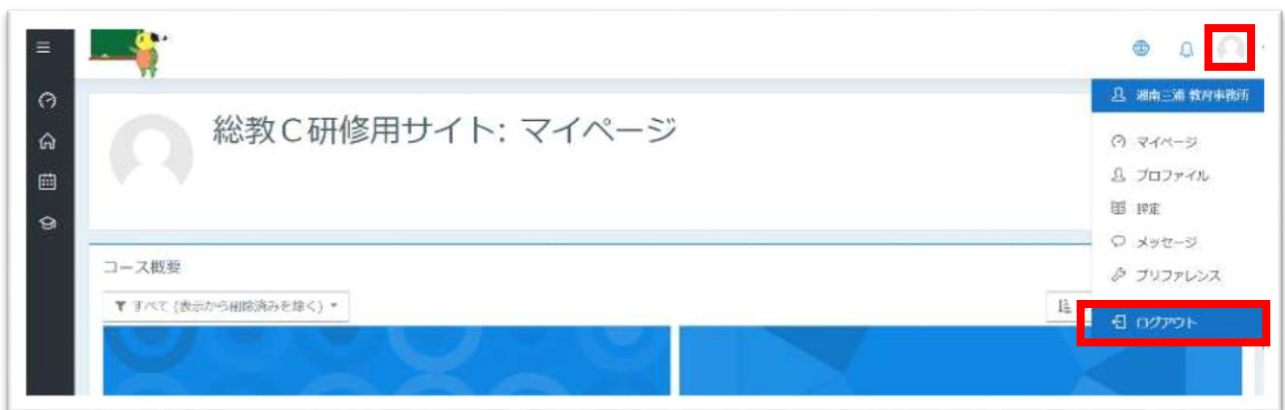 湘南三浦 教育事務所
総教C研修用サイト: マイページ
マイページ
プロファイル
評定
メッセージ
プリファレンス
ログアウト
コース概要
すべて (表示から削除済みを除く)